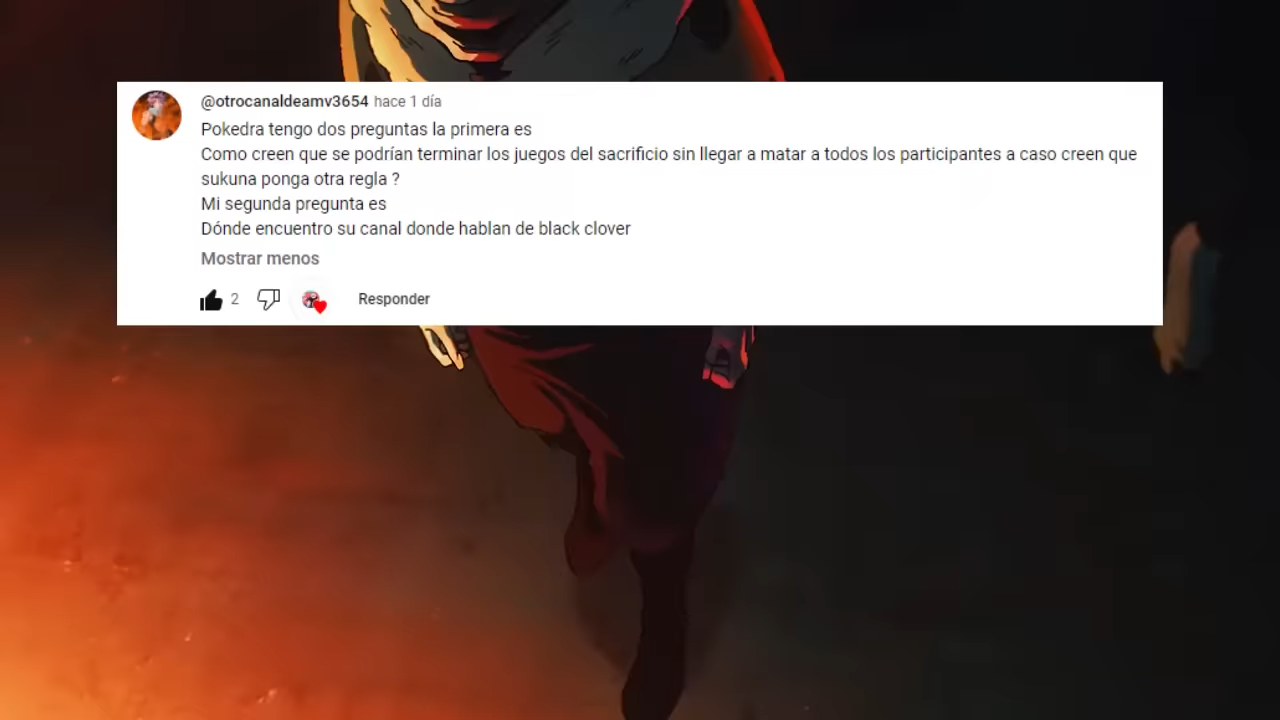 @otrocanaldeamv3654 hace 1 día
Pokedra tengo dos preguntas la primera es
Como creen que se podrían terminar los juegos del sacrificio sin llegar a matar a todos los participantes a caso creen que
sukuna ponga otra regla ?
Mi segunda pregunta es
Dónde encuentro su canal donde hablan de black clover
Mostrar menos
2 Responder